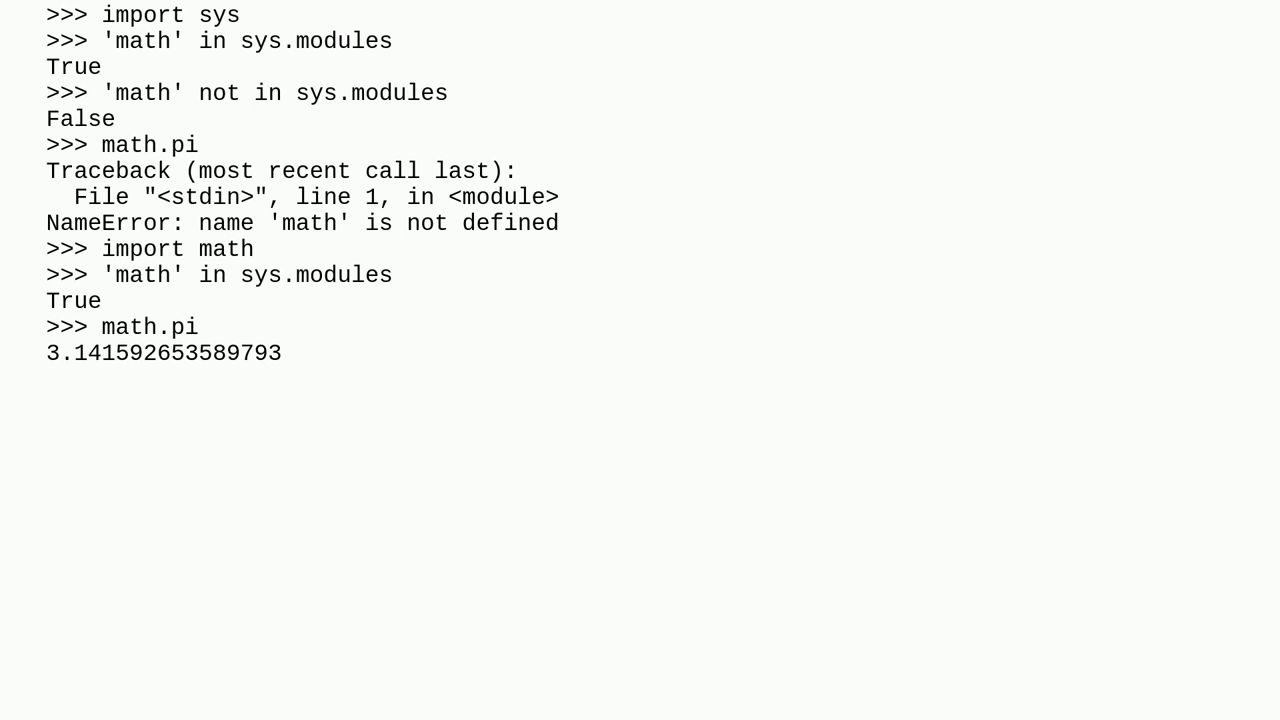 >>> import sys
>>> 'math' in sys.modules
True
>>> 'math' not in sys.modules
False
>>> math.pi
Traceback (most recent call last):
  File "<stdin>", line 1, in <module>
NameError: name 'math' is not defined
>>> import math
>>> 'math' in sys.modules
True
>>> math.pi
3.141592653589793